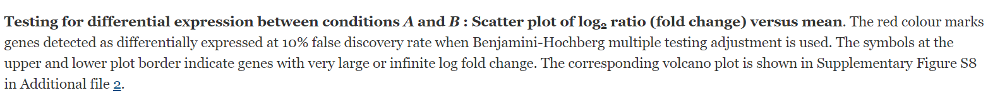 Testing for differential expression between conditions A and B : Scatter plot of log₂ ratio (fold change) versus mean. The red colour marks
genes detected as differentially expressed at 10% false discovery rate when Benjamini-Hochberg multiple testing adjustment is used. The symbols at the
upper and lower plot border indicate genes with very large or infinite log fold change. The corresponding volcano plot is shown in Supplementary Figure S8
in Additional file 2.